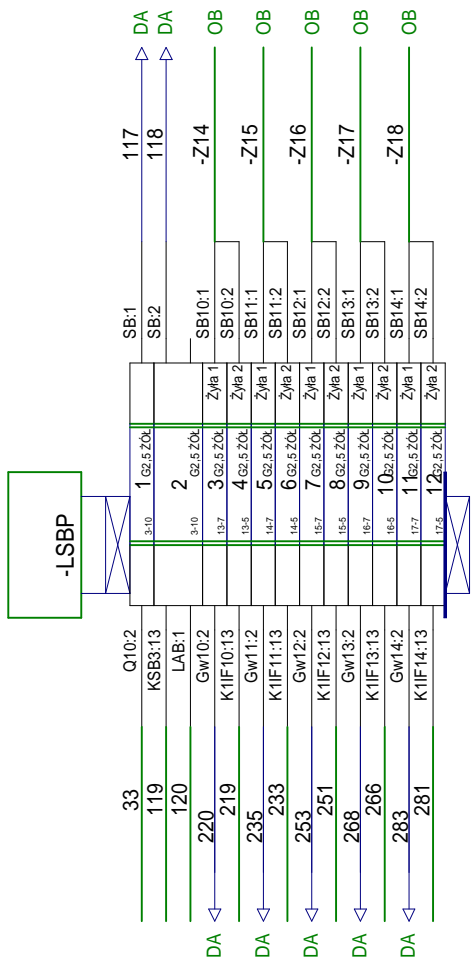 -LSBP
33 Q10:2 3-10 1 G2,5 ŻÓŁ SB:1 117 DA
119 KSB3:13 SB:2 118 DA
120 LAB:1 3-10 2 G2,5 ŻÓŁ
DA 220 Gw10:2 13-7 3 G2,5 ŻÓŁ Żyła 1 SB10:1 -Z14 OB
219 K1IF10:13 13-5 4 G2,5 ŻÓŁ Żyła 2 SB10:2
DA 235 Gw11:2 14-7 5 G2,5 ŻÓŁ Żyła 1 SB11:1 -Z15 OB
233 K1IF11:13 14-5 6 G2,5 ŻÓŁ Żyła 2 SB11:2
DA 253 Gw12:2 15-7 7 G2,5 ŻÓŁ Żyła 1 SB12:1 -Z16 OB
251 K1IF12:13 15-5 8 G2,5 ŻÓŁ Żyła 2 SB12:2
DA 268 Gw13:2 16-7 9 G2,5 ŻÓŁ Żyła 1 SB13:1 -Z17 OB
266 K1IF13:13 16-5 10 G2,5 ŻÓŁ Żyła 2 SB13:2
DA 283 Gw14:2 17-7 11 G2,5 ŻÓŁ Żyła 1 SB14:1 -Z18 OB
281 K1IF14:13 17-5 12 G2,5 ŻÓŁ Żyła 2 SB14:2